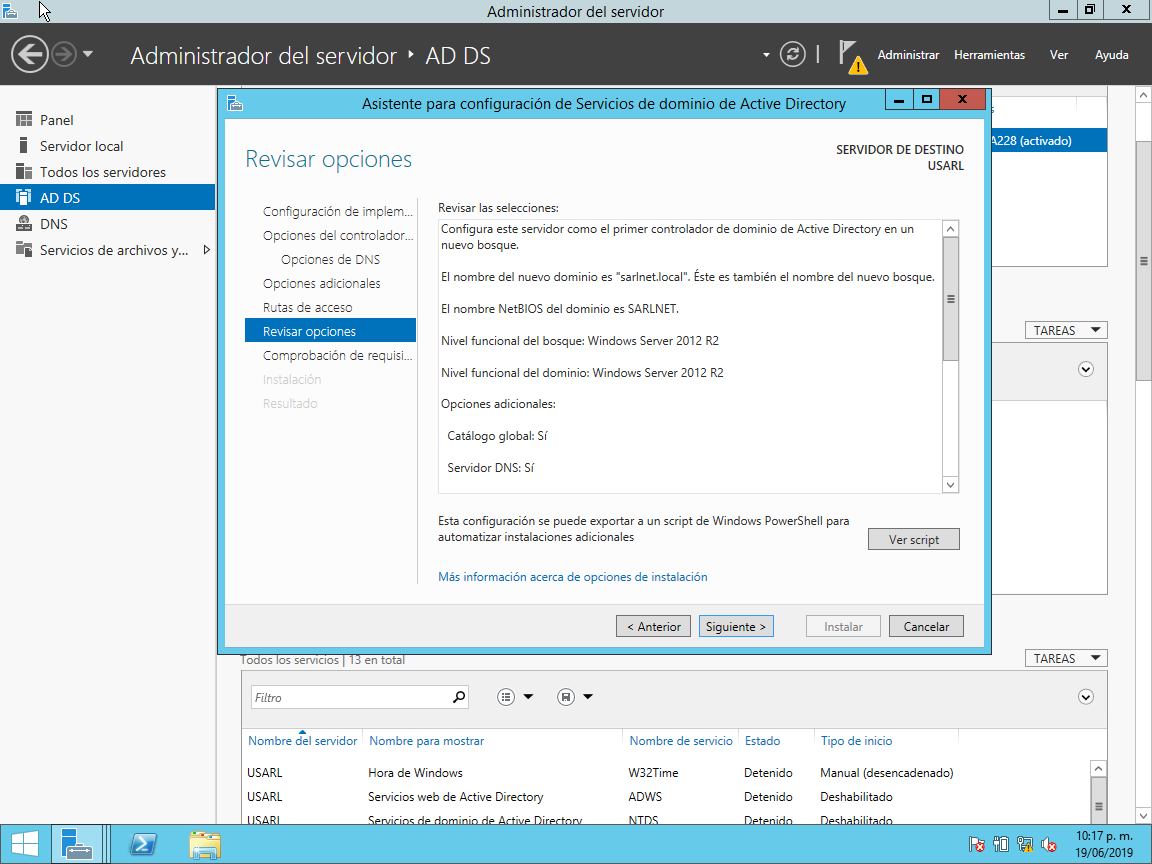 Administrador del servidor
Administrador del servidor ‣ AD DS
Administrar
Herramientas
Ver
Ayuda
Panel
Servidor local
Todos los servidores
AD DS
DNS
Servicios de archivos y...
Asistente para configuración de Servicios de dominio de Active Directory
Revisar opciones
SERVIDOR DE DESTINO
USARL
Configuración de implem...
Opciones del controlador...
Opciones de DNS
Opciones adicionales
Rutas de acceso
Revisar opciones
Comprobación de requisi...
Instalación
Resultado
Revisar las selecciones:
Configura este servidor como el primer controlador de dominio de Active Directory en un
nuevo bosque.
El nombre del nuevo dominio es "sarlnet.local". Éste es también el nombre del nuevo bosque.
El nombre NetBIOS del dominio es SARLNET.
Nivel funcional del bosque: Windows Server 2012 R2
Nivel funcional del dominio: Windows Server 2012 R2
Opciones adicionales:
Catálogo global: Sí
Servidor DNS: Sí
Esta configuración se puede exportar a un script de Windows PowerShell para
automatizar instalaciones adicionales
Ver script
Más información acerca de opciones de instalación
< Anterior
Siguiente >
Instalar
Cancelar
A228 (activado)
TAREAS
Todos los servicios | 13 en total
TAREAS
Filtro
Nombre del servidor Nombre para mostrar Nombre de servicio Estado Tipo de inicio
USARL Hora de Windows W32Time Detenido Manual (desencadenado)
USARL Servicios web de Active Directory ADWS Detenido Deshabilitado
USARL Servicios de dominio de Active Directory NTDS Detenido Deshabilitado
10:17 p. m.
19/06/2019